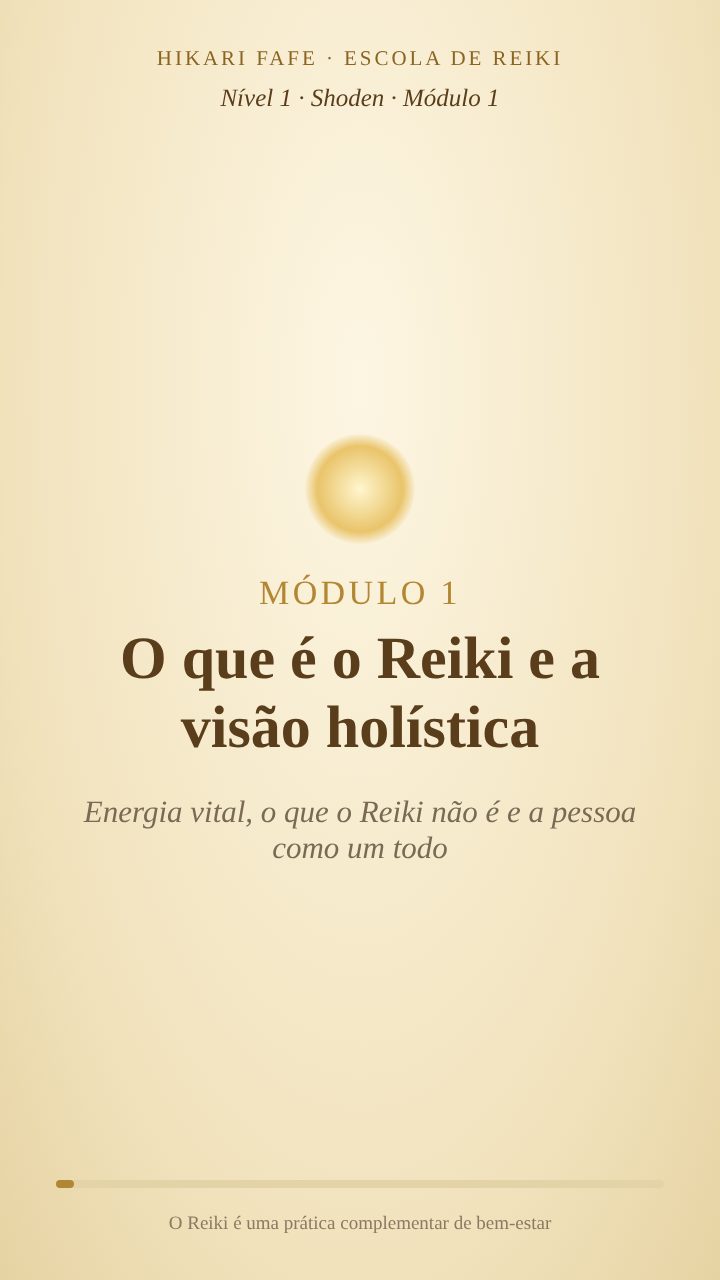 HIKARI FAFE · ESCOLA DE REIKI
Nível 1 · Shoden · Módulo 1
MÓDULO 1
O que é o Reiki e a
visão holística
Energia vital, o que o Reiki não é e a pessoa
como um todo
O Reiki é uma prática complementar de bem-estar